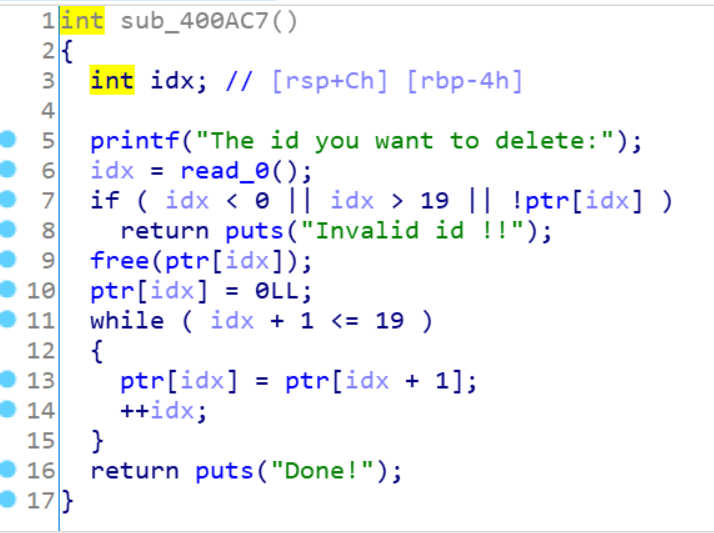 1 int sub_400AC7()
2 {
3 int idx; // [rsp+Ch] [rbp-4h]
4
5 printf("The id you want to delete:");
6 idx = read_0();
7 if ( idx < 0 || idx > 19 || !ptr[idx] )
8 return puts("Invalid id !!");
9 free(ptr[idx]);
10 ptr[idx] = 0LL;
11 while ( idx + 1 <= 19 )
12 {
13 ptr[idx] = ptr[idx + 1];
14 ++idx;
15 }
16 return puts("Done!");
17 }